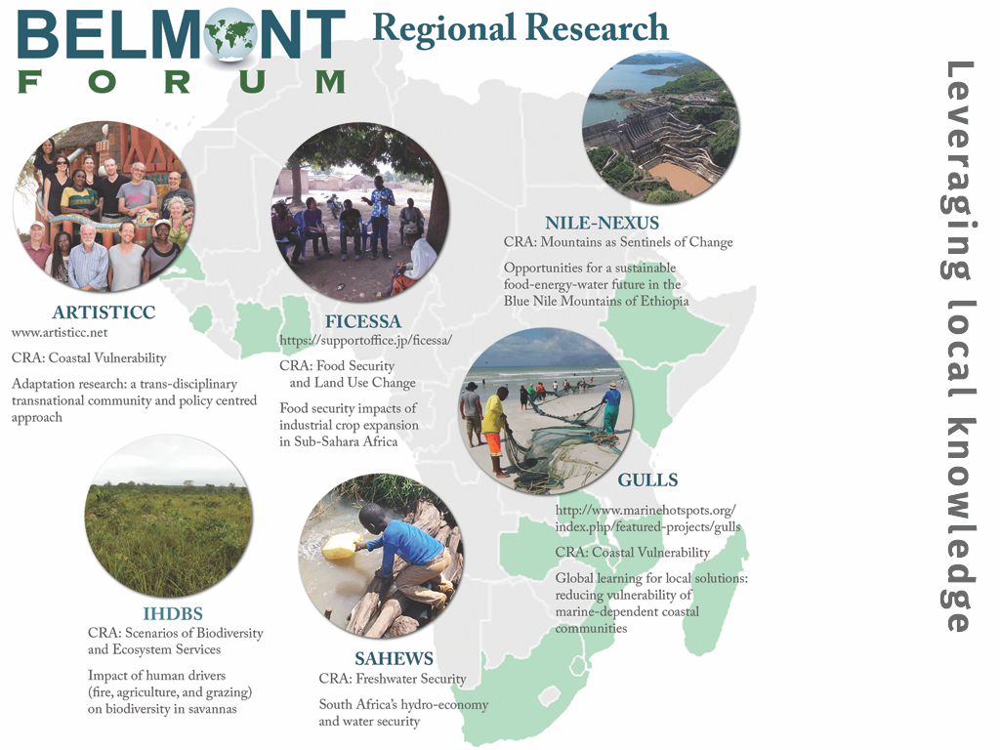 BELMONT
FORUM
Regional Research
Leveraging local knowledge
ARTISTICC
www.artisticc.net
CRA: Coastal Vulnerability
Adaptation research: a trans-disciplinary
transnational community and policy centred
approach
FICESSA
https://supportoffice.jp/ficessa/
CRA: Food Security
and Land Use Change
Food security impacts of
industrial crop expansion
in Sub-Sahara Africa
NILE-NEXUS
CRA: Mountains as Sentinels of Change
Opportunities for a sustainable
food-energy-water future in the
Blue Nile Mountains of Ethiopia
GULLS
http://www.marinehotspots.org/
index.php/featured-projects/gulls
CRA: Coastal Vulnerability
Global learning for local solutions:
reducing vulnerability of
marine-dependent coastal
communities
IHDBS
CRA: Scenarios of Biodiversity
and Ecosystem Services
Impact of human drivers
(fire, agriculture, and grazing)
on biodiversity in savannas
SAHEWS
CRA: Freshwater Security
South Africa's hydro-economy
and water security